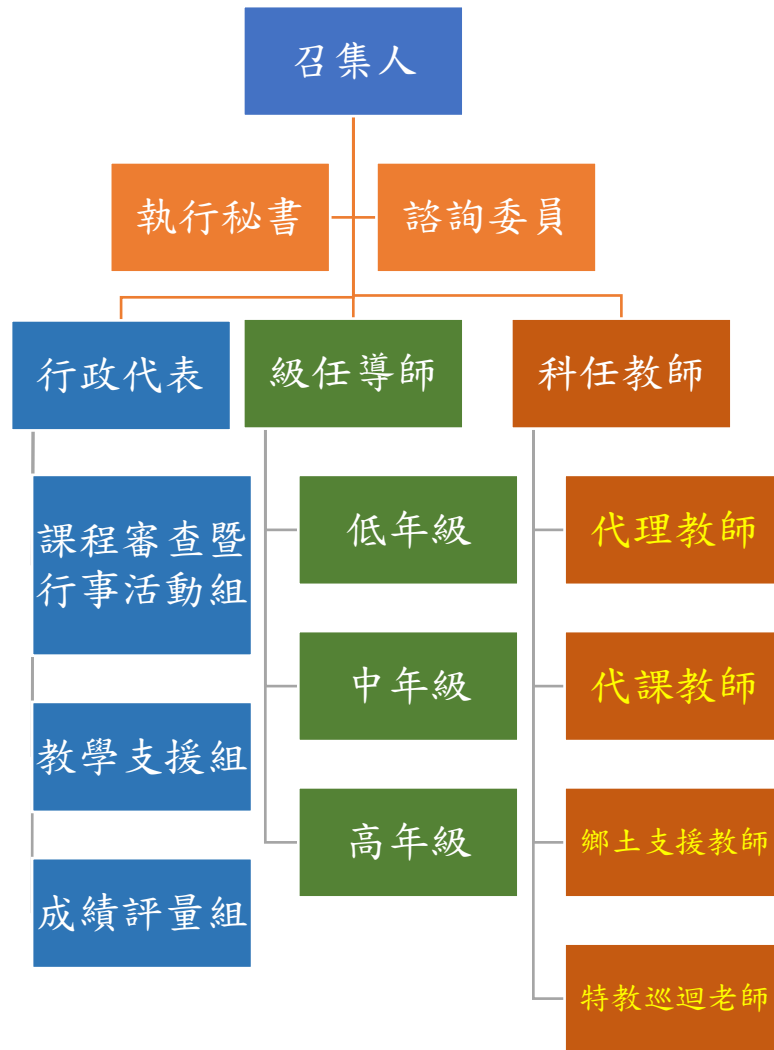 召集人
執行秘書
諮詢委員
行政代表
級任導師
科任教師
課程審查暨
行事活動組
低年級
代理教師
教學支援組
中年級
代課教師
成績評量組
高年級
鄉土支援教師
特教巡迴老師